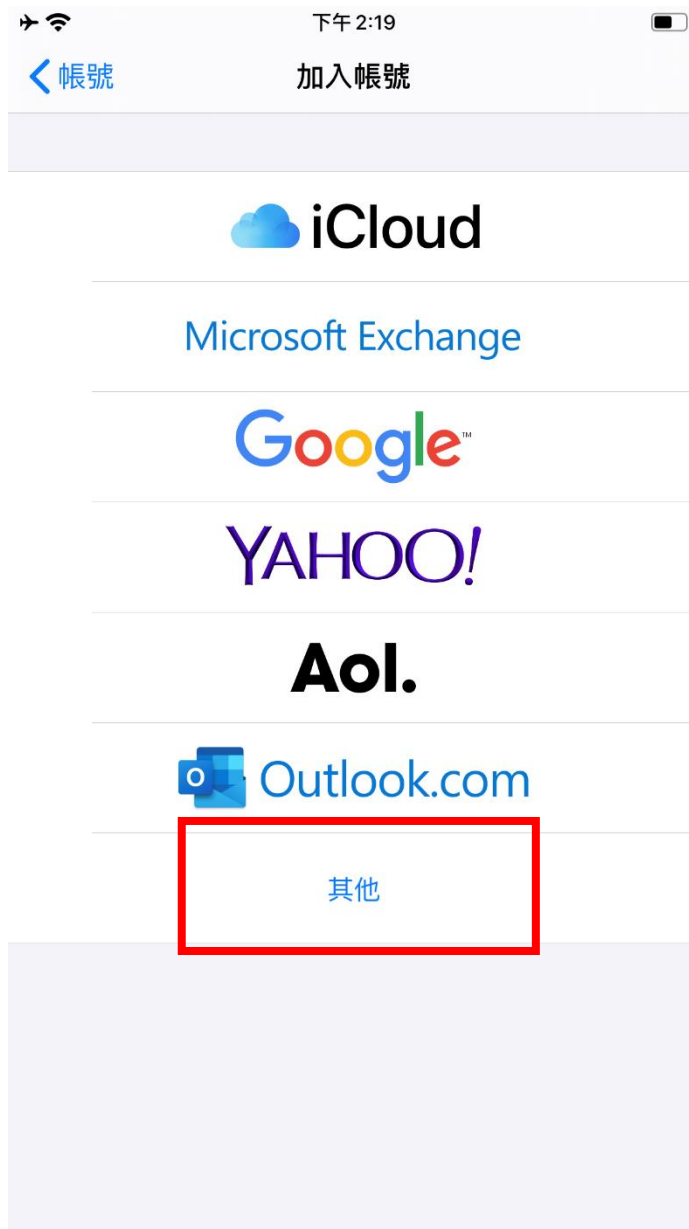 下午 2:19
帳號
加入帳號
iCloud
Microsoft Exchange
Google™
YAHOO!
Aol.
Outlook.com
其他